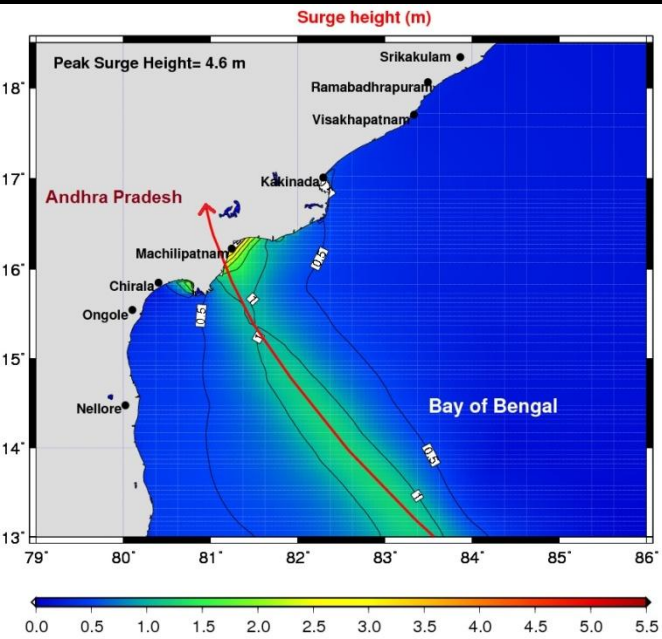 Surge height (m)
Peak Surge Height= 4.6 m
Srikakulam
18˚
Ramabadhrapuram
Visakhapatnam
17˚
Kakinada
Andhra Pradesh
Machilipatnam
0.5
16˚
Chirala
1
Ongole
0.5
1
15˚
Nellore
Bay of Bengal
14˚
0.5
1
13˚
79˚ 80˚ 81˚ 82˚ 83˚ 84˚ 85˚ 86˚
0.0 0.5 1.0 1.5 2.0 2.5 3.0 3.5 4.0 4.5 5.0 5.5